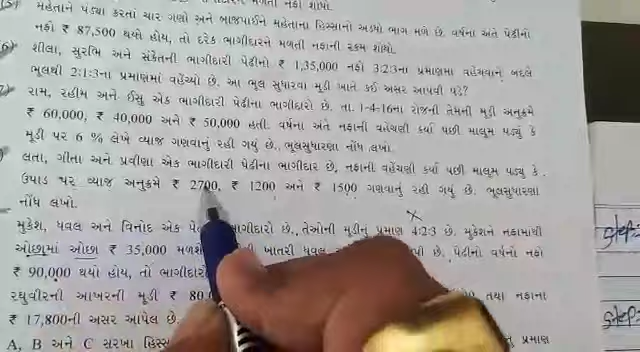 મહેતાને પંડ્યા કરતાં ચાર ગણો અને બાજપાઈને મહેતાના હિસ્સાનો અડધો ભાગ મળે છે. વર્ષના અંતે પેઢીનો
નફો ₹ 87,500 થયો હોય, તો દરેક ભાગીદારને મળતી નફાની રકમ શોધો.
શીલા, સુરભિ અને સંકેતની ભાગીદારી પેઢીનો ₹ 1,35,000 નફો 3:2:3ના પ્રમાણમાં વહેંચવાને બદલે
ભૂલથી 2:1:3ના પ્રમાણમાં વહેંચ્યો છે. આ ભૂલ સુધારવા મૂડી ખાતે કઈ અસર આપવી પડે?
રામ, રહીમ અને ઈસુ એક ભાગીદારી પેઢીના ભાગીદારો છે. તા. 1-4-16ના રોજની તેમની મૂડી અનુક્રમે
₹ 60,000, ₹ 40,000 અને ₹ 50,000 હતી. વર્ષના અંતે નફાની વહેંચણી કર્યા પછી માલૂમ પડ્યું કે
મૂડી પર 6 % લેખે વ્યાજ ગણવાનું રહી ગયું છે, ભૂલસુધારણા નોંધ લખો.
લતા, ગીતા અને પ્રવીણા એક ભાગીદારી પેઢીના ભાગીદાર છે, નફાની વહેંચણી કર્યા પછી માલૂમ પડ્યું કે
ઉપાડ પર વ્યાજ અનુક્રમે ₹ 2700, ₹ 1200 અને ₹ 1500 ગણવાનું રહી ગયું છે. ભૂલસુધારણા
નોંધ લખો.
મુકેશ, ધવલ અને વિનોદ એક ભાગીદારો છે. તેઓની મૂડીનું પ્રમાણ 4:2:3 છે. મુકેશને નફામાંથી
ઓછામાં ઓછા ₹ 35,000 મળશે ખાતરી ધવલ છે. પેઢીનો વર્ષનો નફો
₹ 90,000 થયો હોય, તો
રઘુવીરની આખરની મૂડી ₹ તથા નફાના
₹ 17,800ની અસર આપેલ છે.
A, B અને C સરખા પ્રમાણ